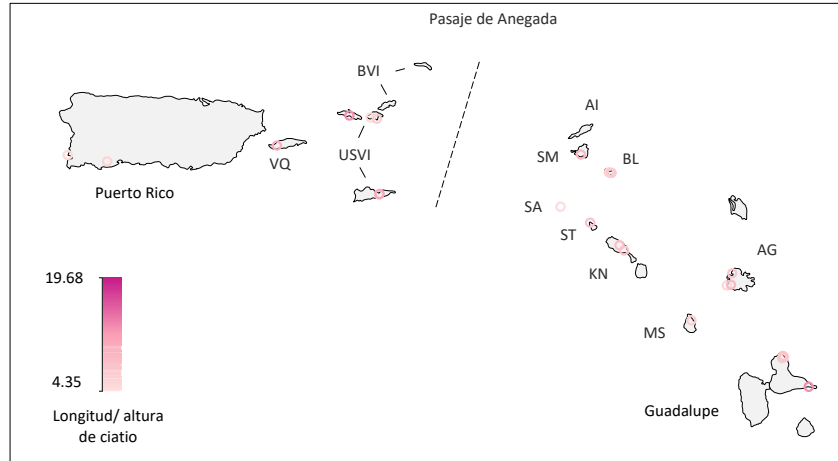 Pasaje de Anegada
BVI
AI
SM
BL
VQ
USVI
Puerto Rico
SA
ST
AG
KN
19.68
MS
4.35
Longitud/ altura
de ciatio
Guadalupe